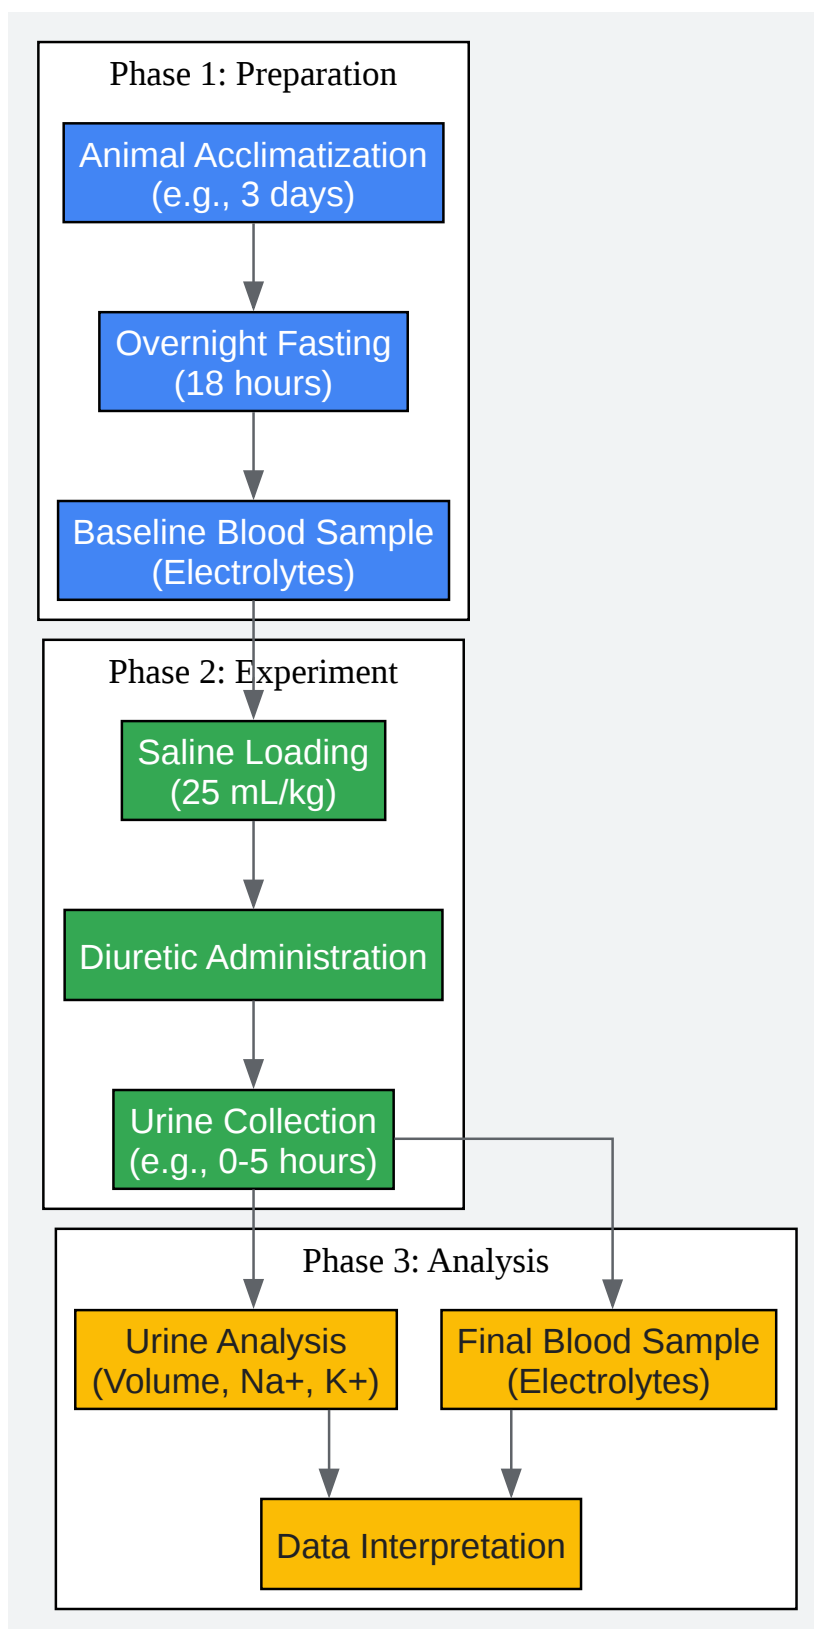 Phase 1: Preparation
Animal Acclimatization
(e.g., 3 days)
Overnight Fasting
(18 hours)
Baseline Blood Sample
(Electrolytes)
Phase 2: Experiment
Saline Loading
(25 mL/kg)
Diuretic Administration
Urine Collection
(e.g., 0-5 hours)
Phase 3: Analysis
Urine Analysis
(Volume, Na+, K+)
Final Blood Sample
(Electrolytes)
Data Interpretation